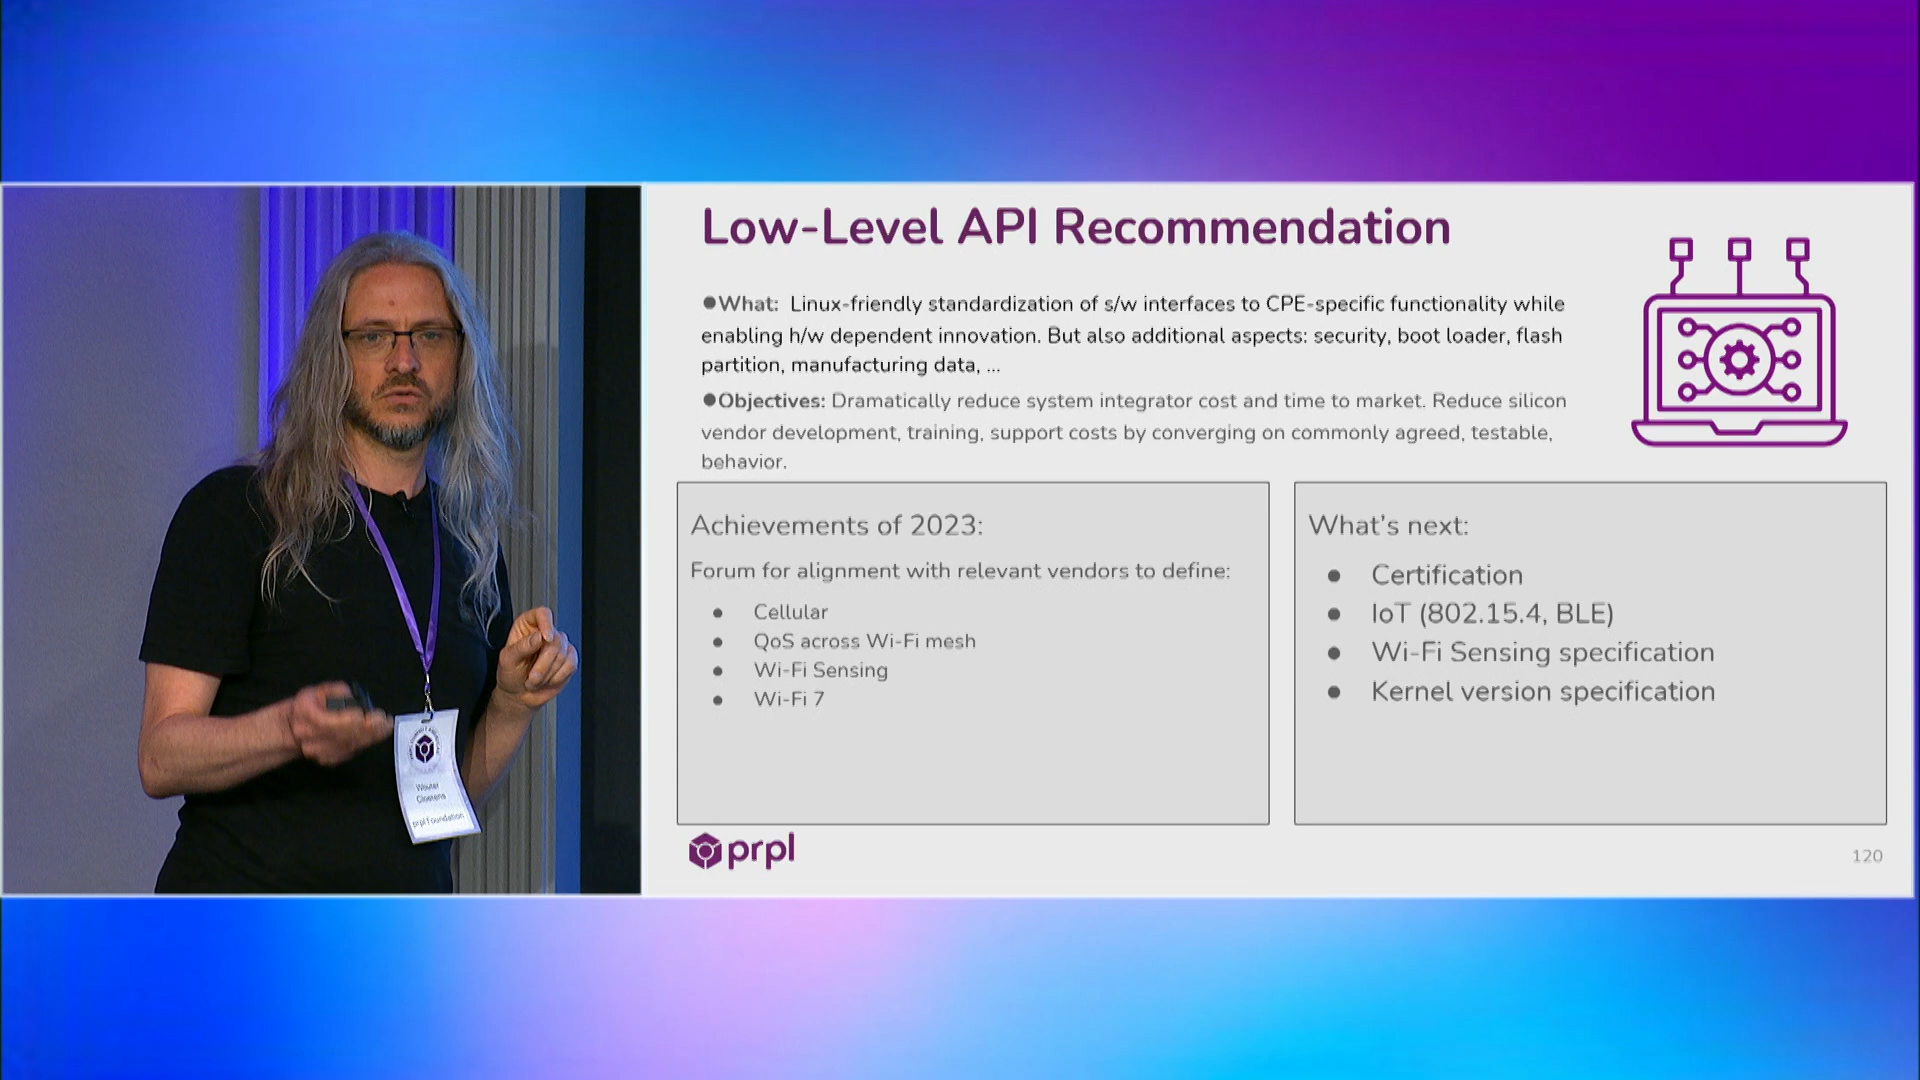 Low-Level API Recommendation
●What: Linux-friendly standardization of s/w interfaces to CPE-specific functionality while
enabling h/w dependent innovation. But also additional aspects: security, boot loader, flash
partition, manufacturing data, ...
●Objectives: Dramatically reduce system integrator cost and time to market. Reduce silicon
vendor development, training, support costs by converging on commonly agreed, testable,
behavior.
Achievements of 2023:
Forum for alignment with relevant vendors to define:
● Cellular
● QoS across Wi-Fi mesh
● Wi-Fi Sensing
● Wi-Fi 7
What's next:
● Certification
● IoT (802.15.4, BLE)
● Wi-Fi Sensing specification
● Kernel version specification
prpl
120
Wouter
Cloetens
prpl Foundation